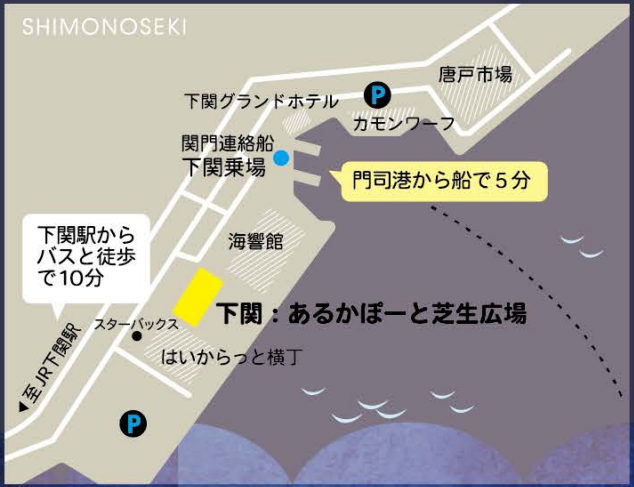 SHIMONOSEKI
唐戸市場
P
下関グランドホテル
カモンワーフ
関門連絡船
下関乗場
門司港から船で5分
下関駅から
バスと徒歩
で10分
海響館
下関：あるかぽーと芝生広場
スターバックス
はいからっと横丁
◀至JR下関駅
P